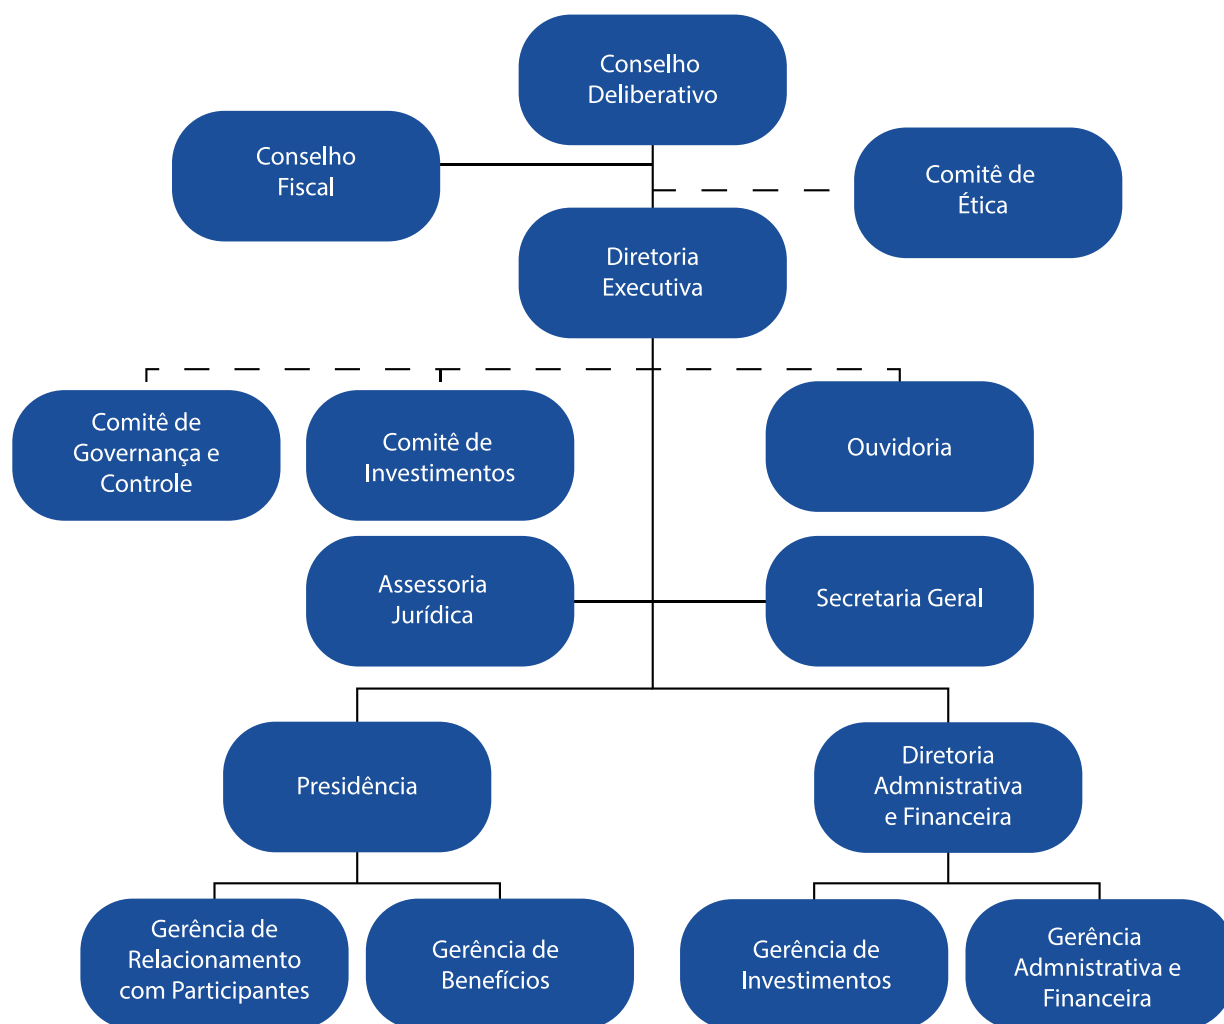 Conselho
Deliberativo
Conselho
Fiscal
Comitê de
Ética
Diretoria
Executiva
Comitê de
Governança e
Controle
Comitê de
Investimentos
Ouvidoria
Assessoria
Jurídica
Secretaria Geral
Presidência
Diretoria
Admnistrativa
e Financeira
Gerência de
Relacionamento
com Participantes
Gerência de
Benefícios
Gerência de
Investimentos
Gerência
Admnistrativa e
Financeira